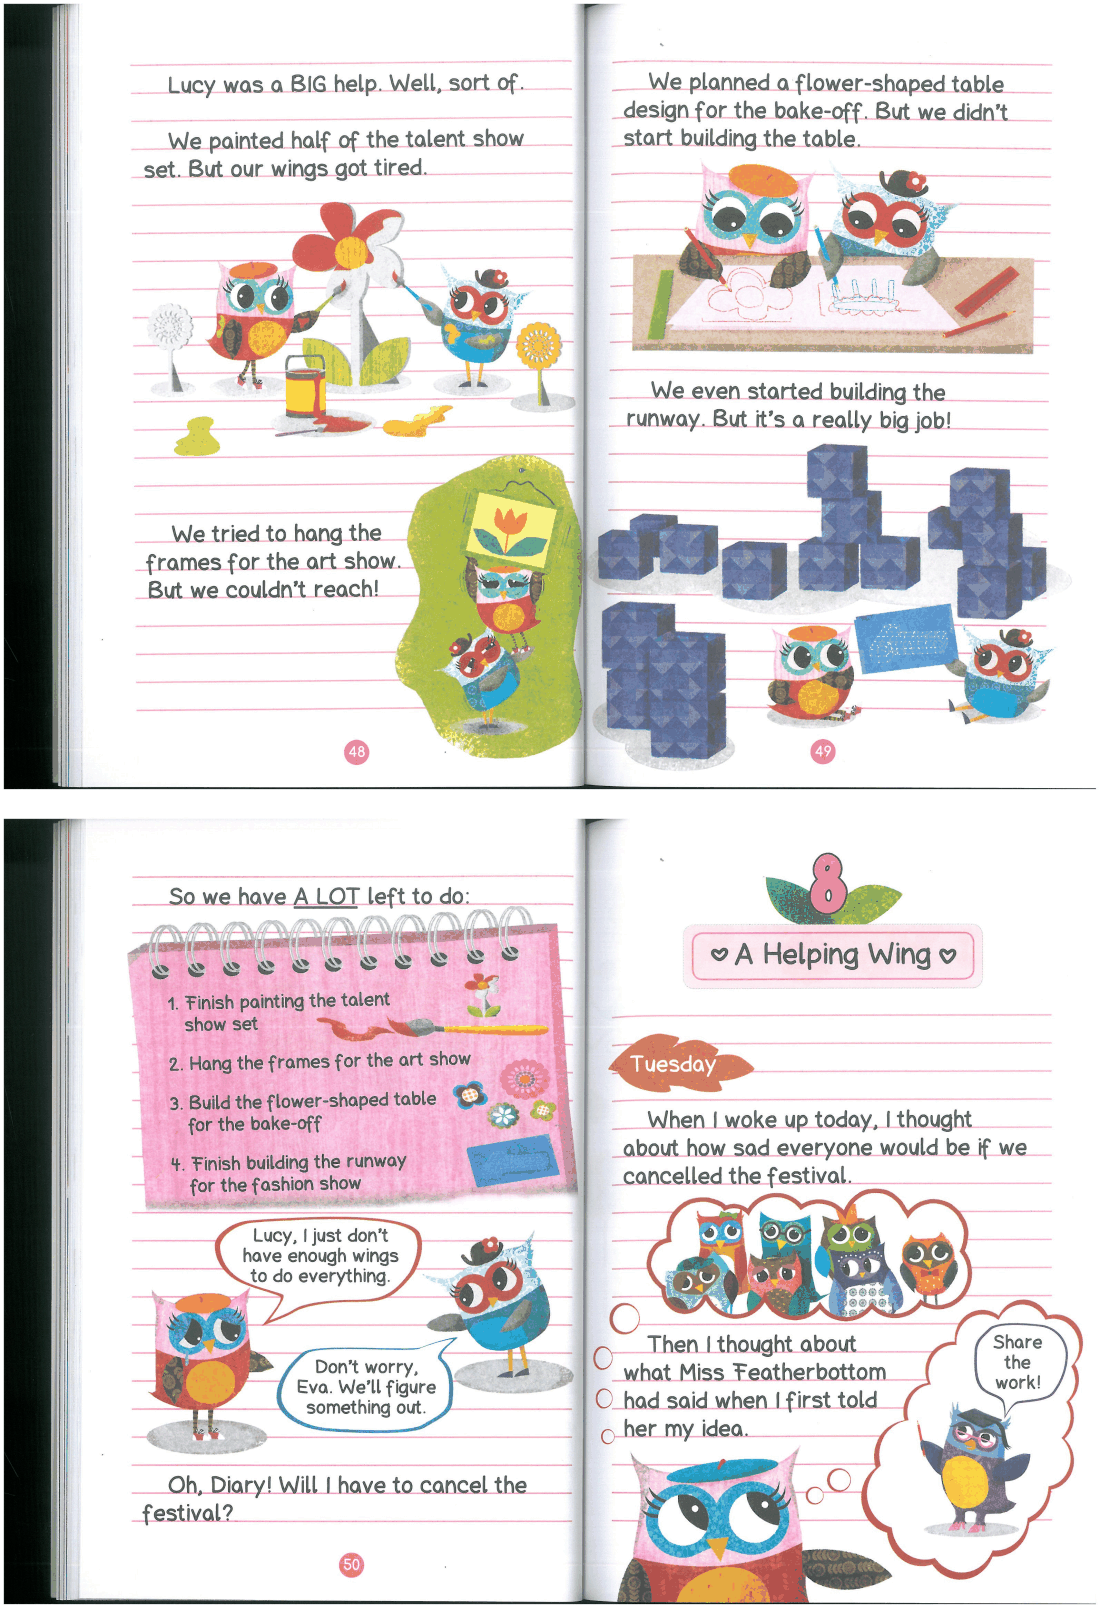 Lucy was a BIG help. Well, sort of.
We painted half of the talent show
set. But our wings got tired.
We tried to hang the
frames for the art show.
But we couldn't reach!
48
We planned a flower-shaped table
design for the bake-off. But we didn't
start building the table.
We even started building the
runway. But it's a really big job!
49
So we have A LOT left to do:
1. Finish painting the talent
show set
2. Hang the frames for the art show
3. Build the flower-shaped table
for the bake-off
4. Finish building the runway
for the fashion show
Lucy, I just don't
have enough wings
to do everything.
Don't worry,
Eva. We'll figure
something out.
Oh, Diary! Will I have to cancel the
festival?
50
8
A Helping Wing
Tuesday
When I woke up today, I thought
about how sad everyone would be if we
cancelled the festival.
Then I thought about
what Miss Featherbottom
had said when I first told
her my idea.
Share
the
work!